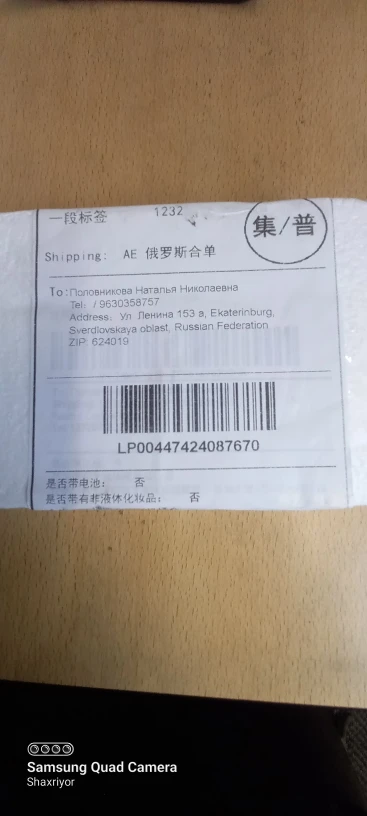 一段标签
1232
集/普
Shipping: AE 俄罗斯合单
To:Половникова Наталья Николаевна
Tel: / 9630358757
Address: Ул Ленина 153 а, Ekaterinburg,
Sverdlovskaya oblast, Russian Federation
ZIP: 624019
LP00447424087670
是否带电池： 否
是否带有非液体化妆品： 否
Samsung Quad Camera
Shaxriyor